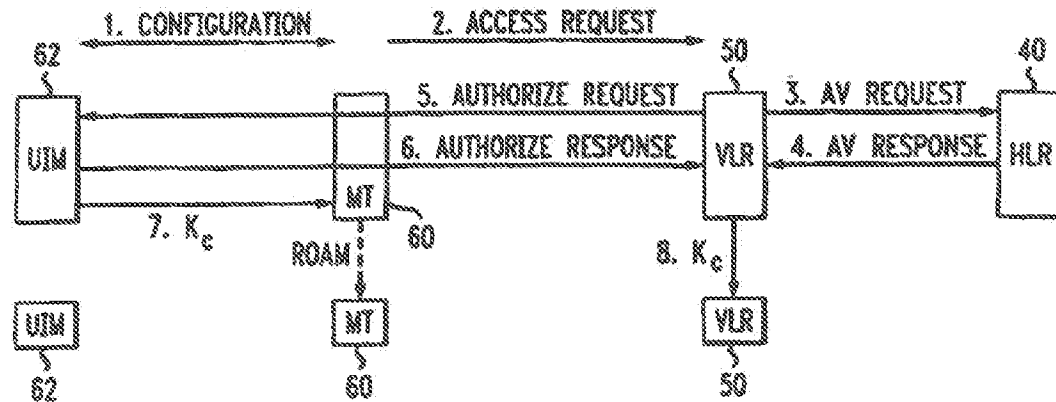 1. CONFIGURATION
2. ACCESS REQUEST
62
50
40
5. AUTHORIZE REQUEST
3. AV REQUEST
UIM
VLR
HLR
6. AUTHORIZE RESPONSE
4. AV RESPONSE
MT
60
7. Kc
ROAM
8. Kc
UIM
MT
VLR
62
60
50